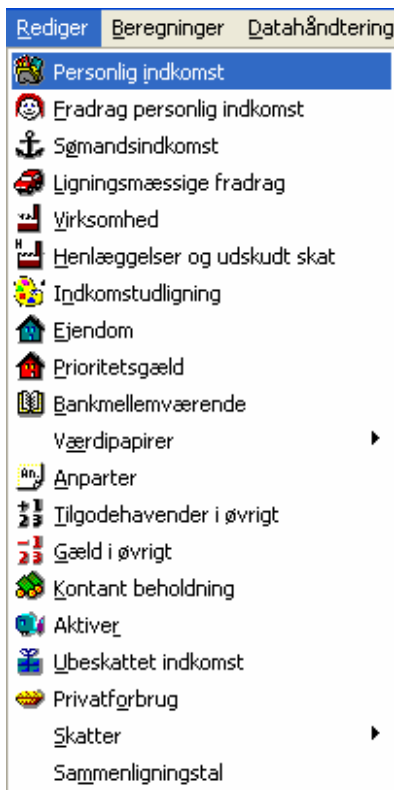 Rediger Beregninger Datahåndtering
Personlig indkomst
Fradrag personlig indkomst
Sømandsindkomst
Ligningsmæssige fradrag
Virksomhed
Henlæggelser og udskudt skat
Indkomstudligning
Ejendom
Prioritetsgæld
Bankmellemværende
Værdipapirer
Anparter
Tilgodehavender i øvrigt
Gæld i øvrigt
Kontant beholdning
Aktiver
Ubeskattet indkomst
Privatforbrug
Skatter
Sammenligningstal